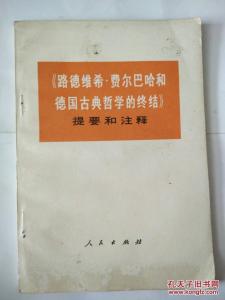 《路德维希·费尔巴哈和
德国古典哲学的终结》
提要和注释
人民出版社